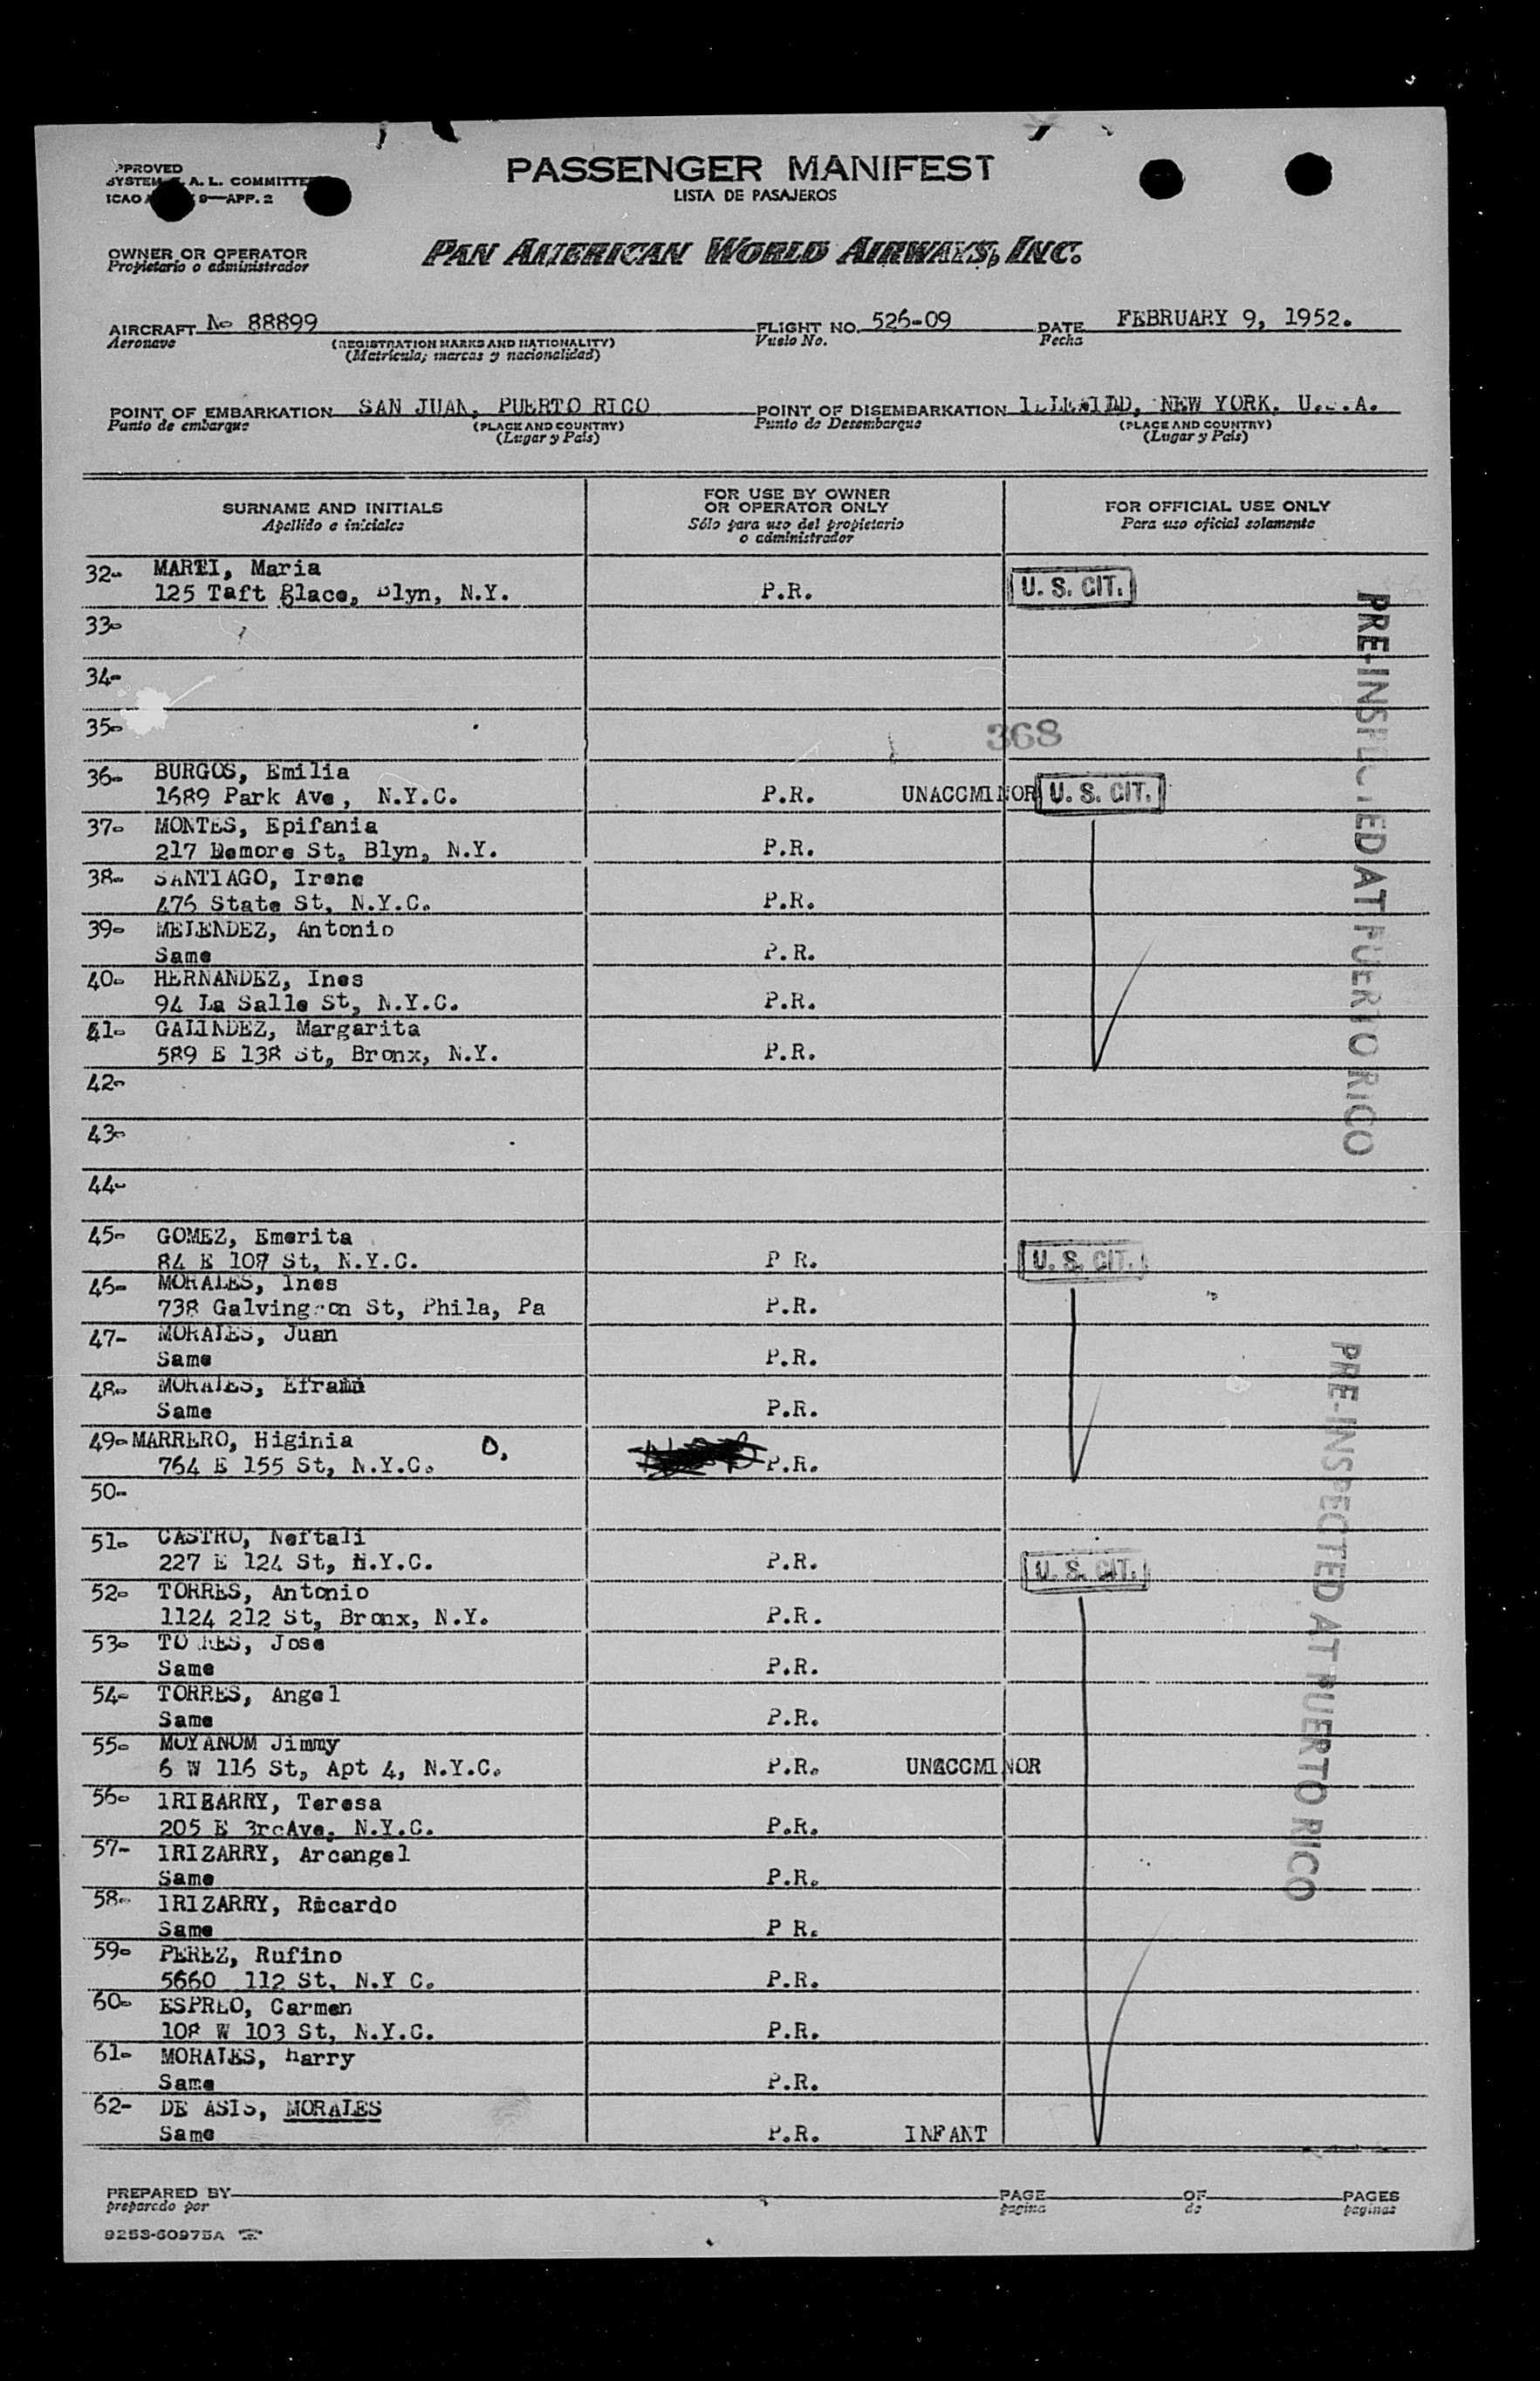 PASSENGER MANIFEST
LISTA DE PASAJEROS
A. L. COMMITTEE
ICAO 9—APP. 2
OWNER OR OPERATOR
Propietario o administrador
PAN AMERICAN WORLD AIRWAYS, INC.
AIRCRAFT No 88899 FLIGHT NO. 526-09 DATE FEBRUARY 9, 1952.
Aeronave (REGISTRATION MARKS AND NATIONALITY) Vuelo No. Fecha
(Matrícula; marcas y nacionalidad)
POINT OF EMBARKATION SAN JUAN, PUERTO RICO POINT OF DISEMBARKATION NEW YORK, U.S.A.
Punto de embarque (PLACE AND COUNTRY) Punto de Desembarque (PLACE AND COUNTRY)
(Lugar y País) (Lugar y País)
SURNAME AND INITIALS FOR USE BY OWNER OR OPERATOR ONLY FOR OFFICIAL USE ONLY
Apellido e iniciales Sólo para uso del propietario o administrador Para uso oficial solamente
32- MARTI, Maria
125 Taft Place, Blyn, N.Y. P.R. U. S. CIT.
33-
34-
35- 368
36- BURGOS, Emilia
1689 Park Ave, N.Y.C. P.R. UNACCMINOR U. S. CIT.
37- MONTES, Epifania
217 Demore St, Blyn, N.Y. P.R.
38- SANTIAGO, Irene
476 State St, N.Y.C. P.R.
39- MELENDEZ, Antonio
Same P.R.
40- HERNANDEZ, Ines
94 La Salle St, N.Y.C. P.R.
41- GALINDEZ, Margarita
589 E 138 St, Bronx, N.Y. P.R.
42-
43-
44-
45- GOMEZ, Emerita
84 E 107 St, N.Y.C. P R. U. S. CIT.
46- MORALES, Ines
738 St, Phila, Pa P.R.
47- MORALES, Juan
Same P.R.
48- MORALES, Efrain
Same P.R.
49- MARRERO, Higinia O.
764 E 155 St, N.Y.C. P.R.
50-
51- CASTRO, Neftali
227 E 124 St, N.Y.C. P.R. U. S. CIT.
52- TORRES, Antonio
1124 212 St, Bronx, N.Y. P.R.
53- TORRES, Jose
Same P.R.
54- TORRES, Angel
Same P.R.
55- MOYANOM Jimmy
6 W 116 St, Apt 4, N.Y.C. P.R. UNACCMINOR
56- IRIZARRY, Teresa
205 E 3rdAve, N.Y.C. P.R.
57- IRIZARRY, Arcangel
Same P.R.
58- IRIZARRY, Ricardo
Same P R.
59- PEREZ, Rufino
5660 112 St, N.Y C. P.R.
60- ESPREO, Carmen
108 W 103 St, N.Y.C. P.R.
61- MORALES, harry
Same P.R.
62- DE ASIS, MORALES
Same P.R. INFANT
PRE-INSPECTED AT PUERTO RICO
PRE-INSPECTED AT PUERTO RICO
PREPARED BY PAGE OF PAGES
preparado por pagina de paginas
9253-60975A